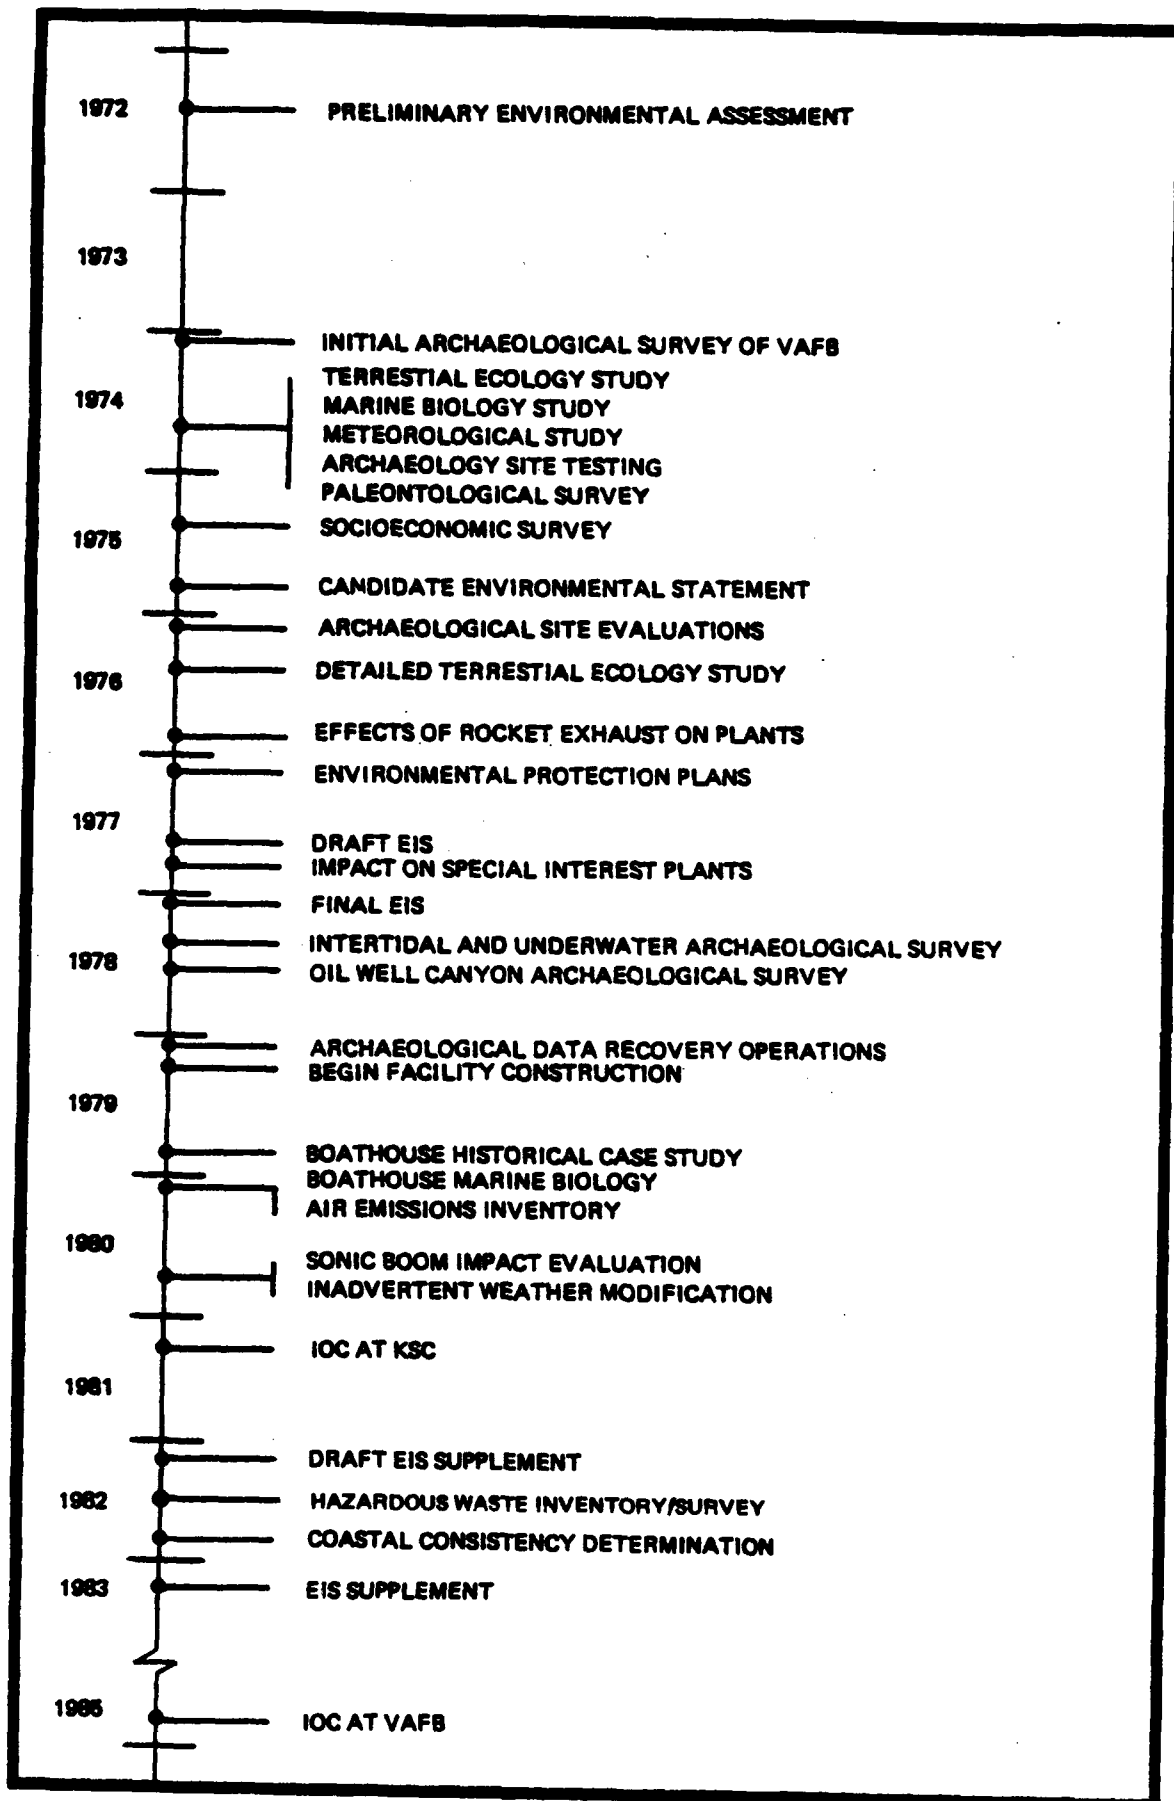 1972 PRELIMINARY ENVIRONMENTAL ASSESSMENT
1973
INITIAL ARCHAEOLOGICAL SURVEY OF VAFB
1974
TERRESTIAL ECOLOGY STUDY
MARINE BIOLOGY STUDY
METEOROLOGICAL STUDY
ARCHAEOLOGY SITE TESTING
PALEONTOLOGICAL SURVEY
SOCIOECONOMIC SURVEY
1975
CANDIDATE ENVIRONMENTAL STATEMENT
ARCHAEOLOGICAL SITE EVALUATIONS
DETAILED TERRESTIAL ECOLOGY STUDY
1976
EFFECTS OF ROCKET EXHAUST ON PLANTS
ENVIRONMENTAL PROTECTION PLANS
1977
DRAFT EIS
IMPACT ON SPECIAL INTEREST PLANTS
FINAL EIS
INTERTIDAL AND UNDERWATER ARCHAEOLOGICAL SURVEY
1978
OIL WELL CANYON ARCHAEOLOGICAL SURVEY
ARCHAEOLOGICAL DATA RECOVERY OPERATIONS
BEGIN FACILITY CONSTRUCTION
1979
BOATHOUSE HISTORICAL CASE STUDY
BOATHOUSE MARINE BIOLOGY
AIR EMISSIONS INVENTORY
1980
SONIC BOOM IMPACT EVALUATION
INADVERTENT WEATHER MODIFICATION
IOC AT KSC
1981
DRAFT EIS SUPPLEMENT
1982 HAZARDOUS WASTE INVENTORY/SURVEY
COASTAL CONSISTENCY DETERMINATION
1983 EIS SUPPLEMENT
1985 IOC AT VAFB